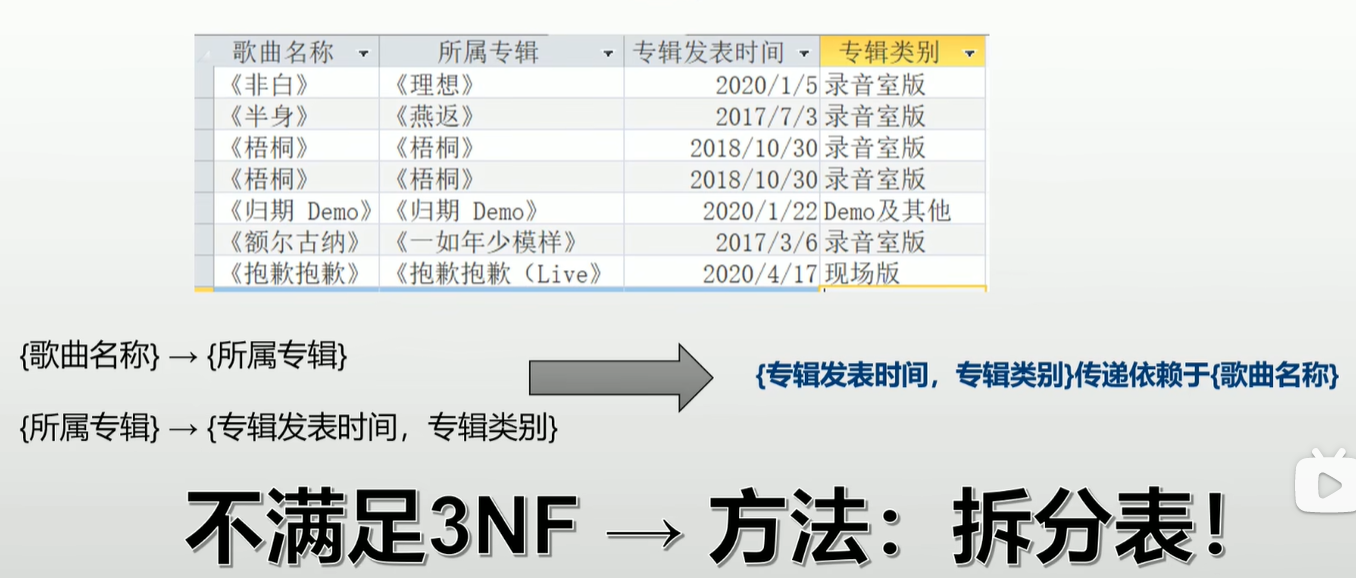 歌曲名称 所属专辑 专辑发表时间 专辑类别
《非白》 《理想》 2020/1/5 录音室版
《半身》 《燕返》 2017/7/3 录音室版
《梧桐》 《梧桐》 2018/10/30 录音室版
《梧桐》 《梧桐》 2018/10/30 录音室版
《归期 Demo》 《归期 Demo》 2020/1/22 Demo及其他
《额尔古纳》 《一如年少模样》 2017/3/6 录音室版
《抱歉抱歉》 《抱歉抱歉（Live》 2020/4/17 现场版
{歌曲名称} → {所属专辑}
{所属专辑} → {专辑发表时间，专辑类别}
{专辑发表时间，专辑类别}传递依赖于{歌曲名称}
不满足3NF → 方法：拆分表！